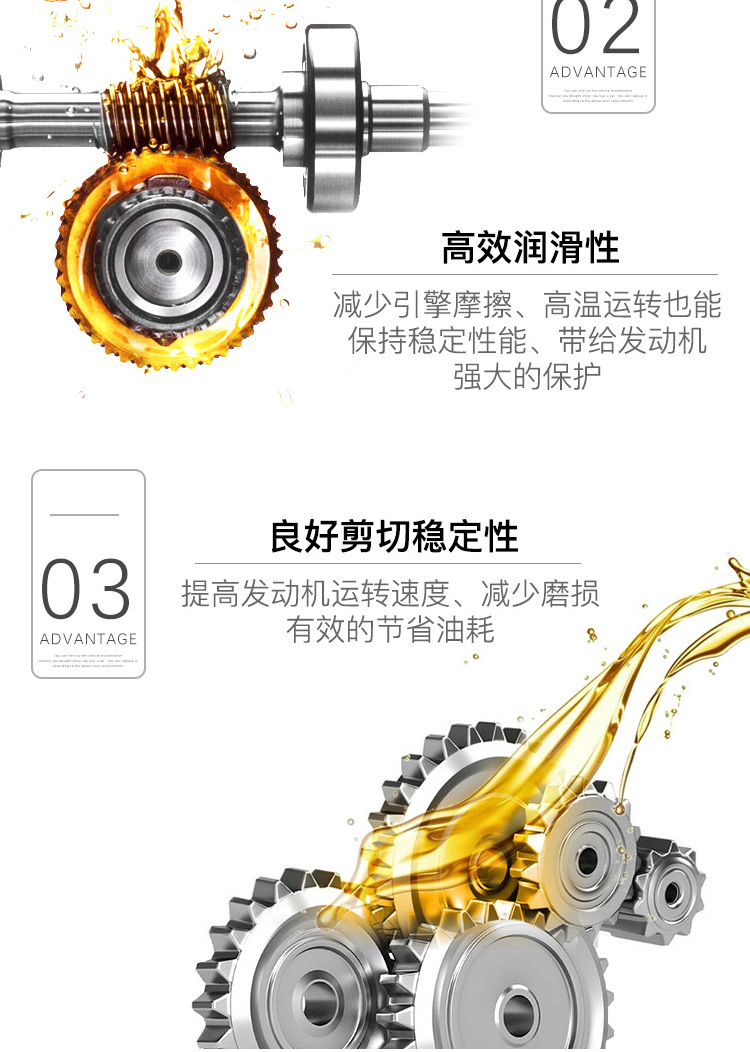 02
ADVANTAGE
高效润滑性
减少引擎摩擦、高温运转也能
保持稳定性能、带给发动机
强大的保护
03
ADVANTAGE
良好剪切稳定性
提高发动机运转速度、减少磨损
有效的节省油耗